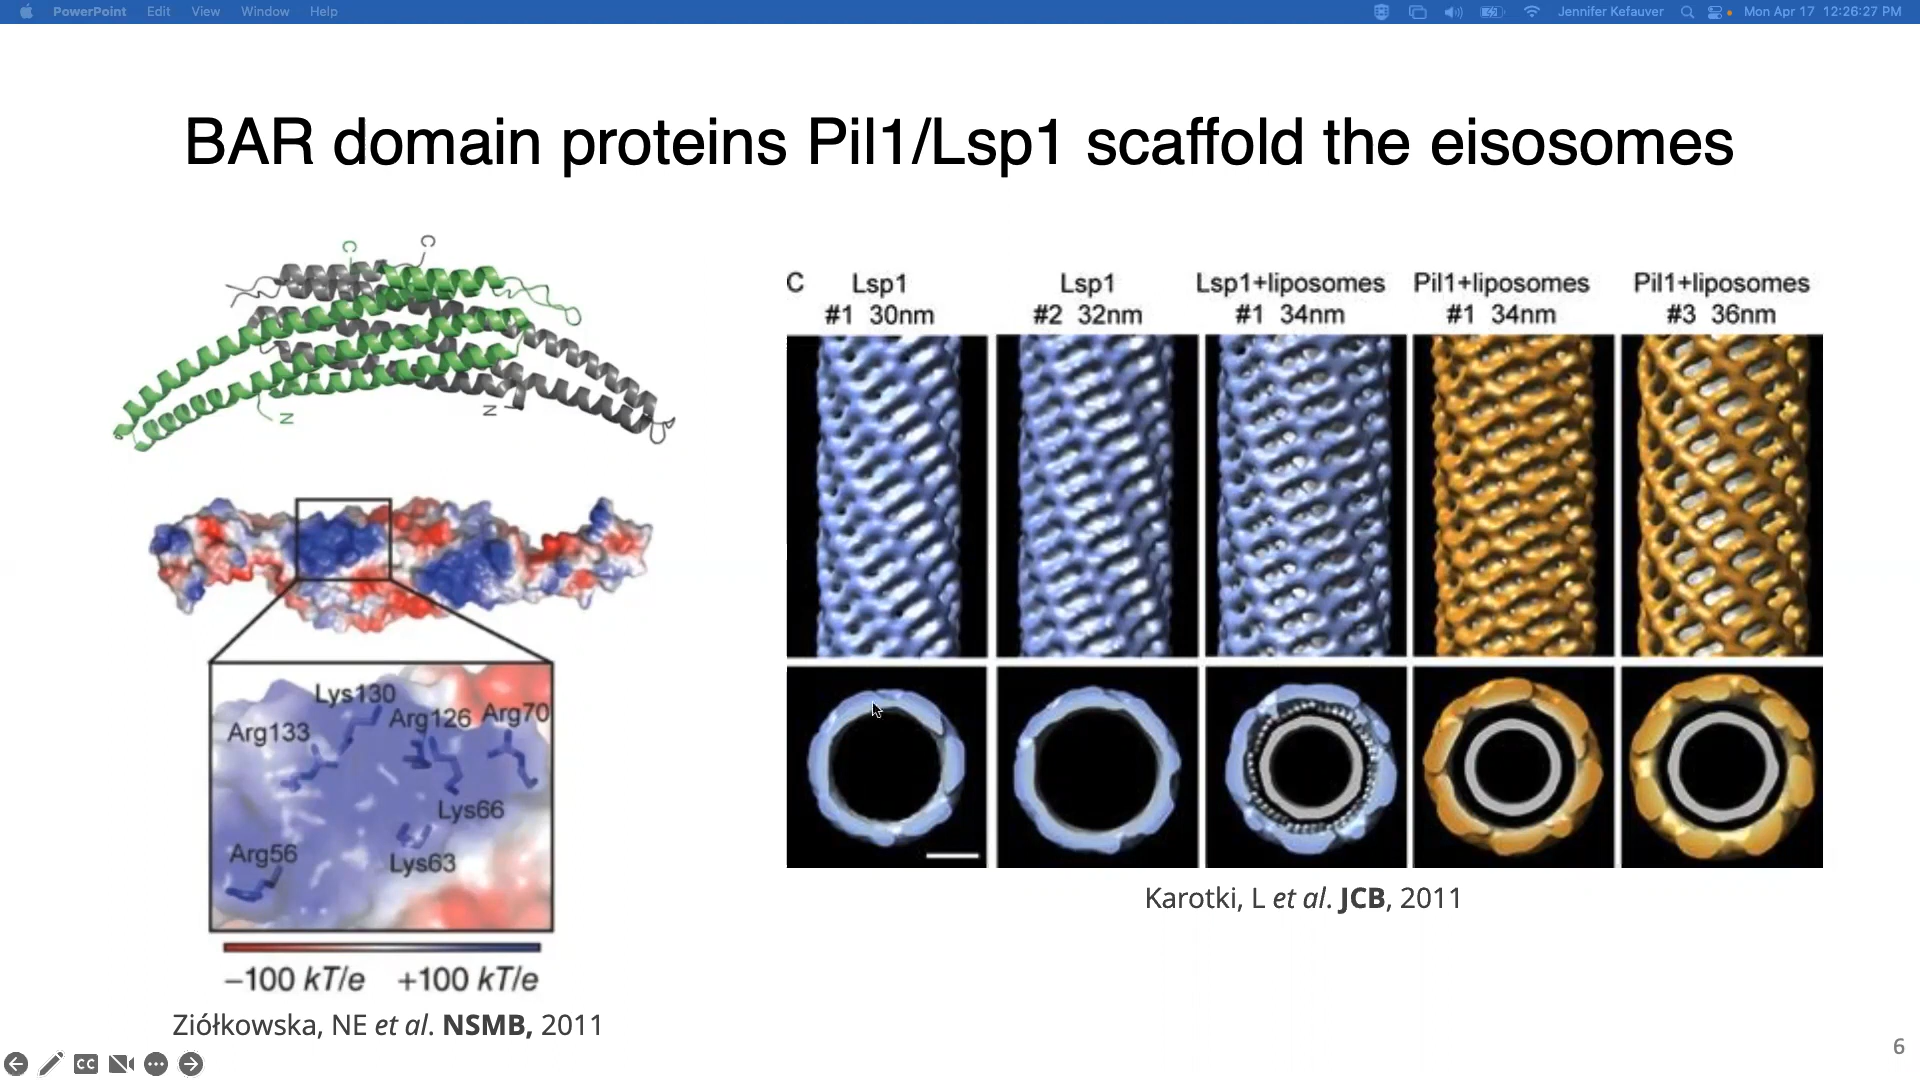 PowerPoint Edit View Window Help Jennifer Kefauver Mon Apr 17 12:26:27 PM
BAR domain proteins Pil1/Lsp1 scaffold the eisosomes
C C
N N
Lys130
Arg126 Arg70
Arg133
Lys66
Arg56
Lys63
−100 kT/e +100 kT/e
Ziółkowska, NE et al. NSMB, 2011
C Lsp1 Lsp1 Lsp1+liposomes Pil1+liposomes Pil1+liposomes
#1 30nm #2 32nm #1 34nm #1 34nm #3 36nm
Karotki, L et al. JCB, 2011
CC
6